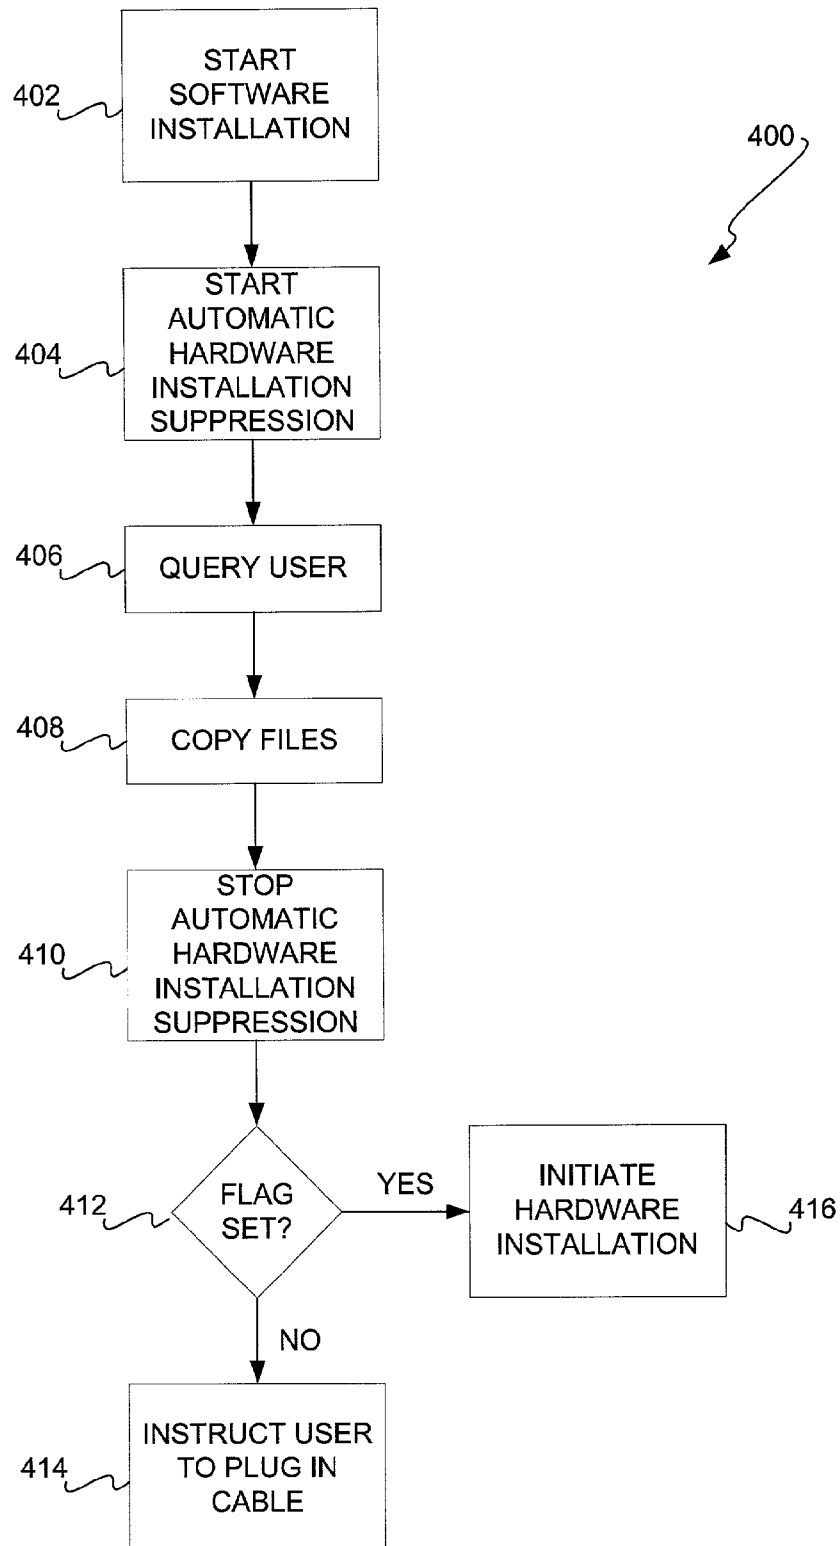 START
SOFTWARE
INSTALLATION
402
400
START
AUTOMATIC
HARDWARE
INSTALLATION
SUPPRESSION
404
QUERY USER
406
COPY FILES
408
STOP
AUTOMATIC
HARDWARE
INSTALLATION
SUPPRESSION
410
FLAG
SET?
412
YES
INITIATE
HARDWARE
INSTALLATION
416
NO
INSTRUCT USER
TO PLUG IN
CABLE
414